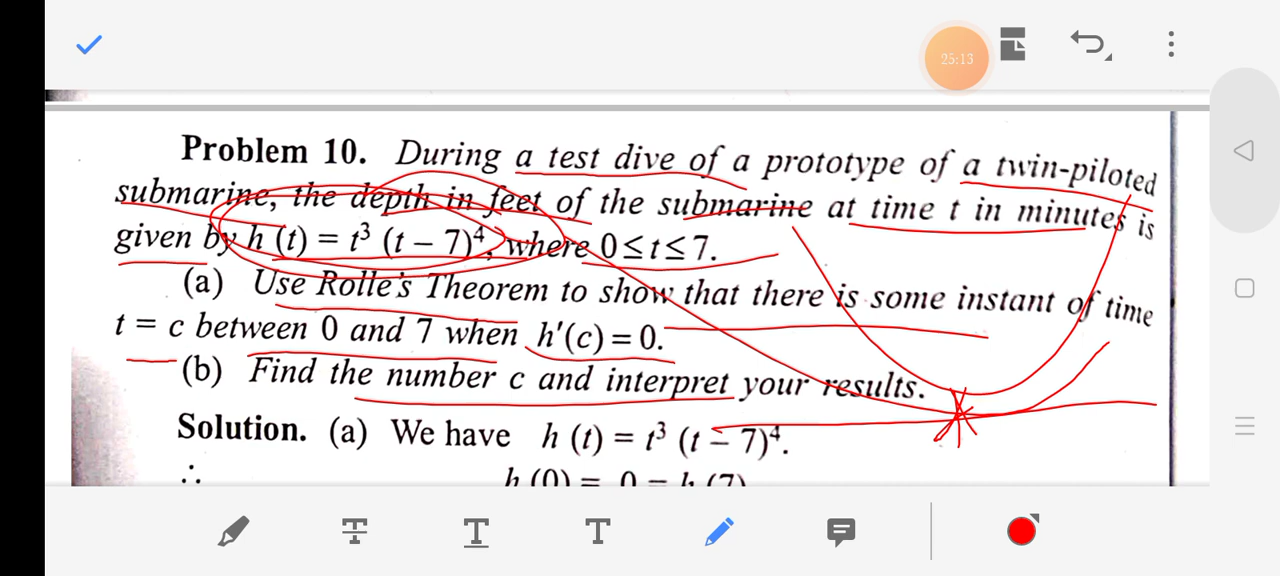 25:13
Problem 10. During a test dive of a prototype of a twin-piloted
submarine, the depth in feet of the submarine at time t in minutes is
given by h (t) = t³ (t − 7)⁴, where 0 ≤ t ≤ 7.
(a) Use Rolle's Theorem to show that there is some instant of time
t = c between 0 and 7 when h'(c) = 0.
(b) Find the number c and interpret your results.
Solution. (a) We have h (t) = t³ (t − 7)⁴.
∴ h (0) = 0 = h (7)
T T T